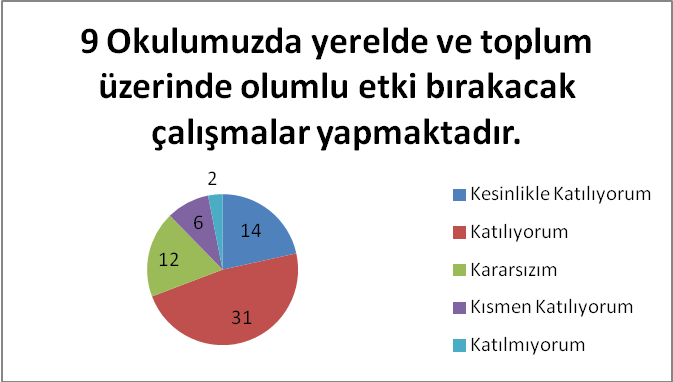 9 Okulumuzda yerelde ve toplum
üzerinde olumlu etki bırakacak
çalışmalar yapmaktadır.
2
6
14
12
31
Kesinlikle Katılıyorum
Katılıyorum
Kararsızım
Kısmen Katılıyorum
Katılmıyorum